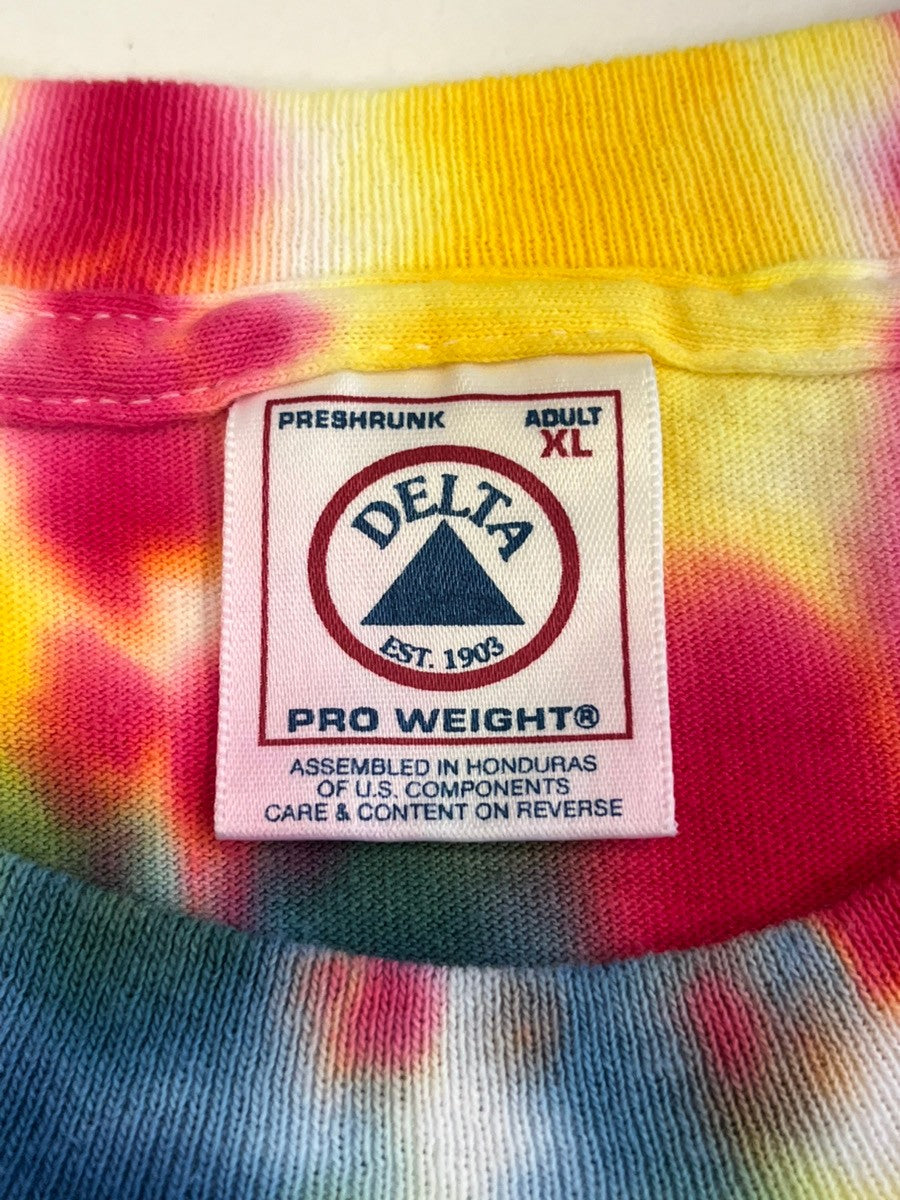 PRESHRUNK
ADULT
XL
DELTA
EST. 1903
PRO WEIGHT®
ASSEMBLED IN HONDURAS
OF U.S. COMPONENTS
CARE & CONTENT ON REVERSE